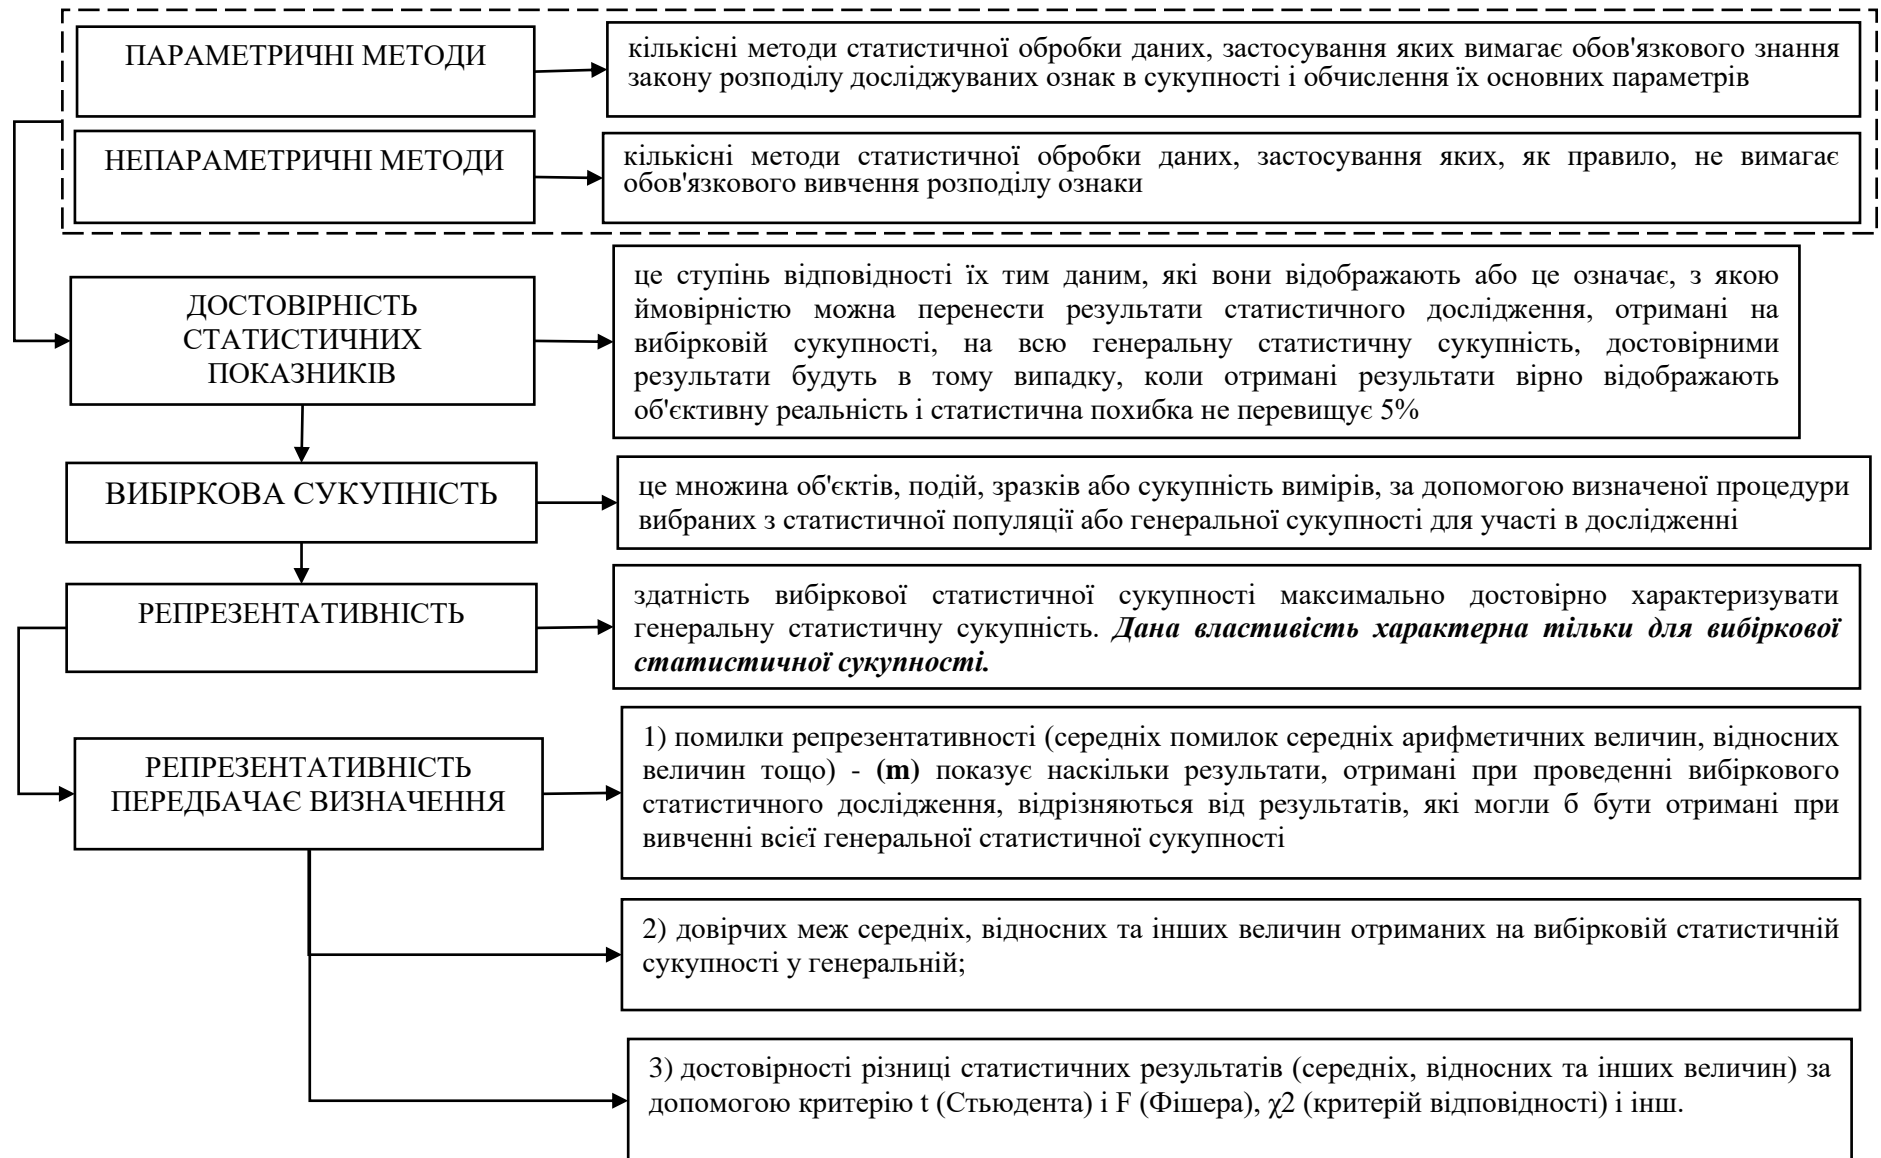 ПАРАМЕТРИЧНІ МЕТОДИ
кількісні методи статистичної обробки даних, застосування яких вимагає обов'язкового знання
закону розподілу досліджуваних ознак в сукупності і обчислення їх основних параметрів
НЕПАРАМЕТРИЧНІ МЕТОДИ
кількісні методи статистичної обробки даних, застосування яких, як правило, не вимагає
обов'язкового вивчення розподілу ознаки
ДОСТОВІРНІСТЬ
СТАТИСТИЧНИХ
ПОКАЗНИКІВ
це ступінь відповідності їх тим даним, які вони відображають або це означає, з якою
ймовірністю можна перенести результати статистичного дослідження, отримані на
вибірковій сукупності, на всю генеральну статистичну сукупність, достовірними
результати будуть в тому випадку, коли отримані результати вірно відображають
об'єктивну реальність і статистична похибка не перевищує 5%
ВИБІРКОВА СУКУПНІСТЬ
це множина об'єктів, подій, зразків або сукупність вимірів, за допомогою визначеної процедури
вибраних з статистичної популяції або генеральної сукупності для участі в дослідженні
РЕПРЕЗЕНТАТИВНІСТЬ
здатність вибіркової статистичної сукупності максимально достовірно характеризувати
генеральну статистичну сукупність. Дана властивість характерна тільки для вибіркової
статистичної сукупності.
РЕПРЕЗЕНТАТИВНІСТЬ
ПЕРЕДБАЧАЄ ВИЗНАЧЕННЯ
1) помилки репрезентативності (середніх помилок середніх арифметичних величин, відносних
величин тощо) - (m) показує наскільки результати, отримані при проведенні вибіркового
статистичного дослідження, відрізняються від результатів, які могли б бути отримані при
вивченні всієї генеральної статистичної сукупності
2) довірчих меж середніх, відносних та інших величин отриманих на вибірковій статистичній
сукупності у генеральній;
3) достовірності різниці статистичних результатів (середніх, відносних та інших величин) за
допомогою критерію t (Стьюдента) і F (Фішера), χ2 (критерій відповідності) і інш.